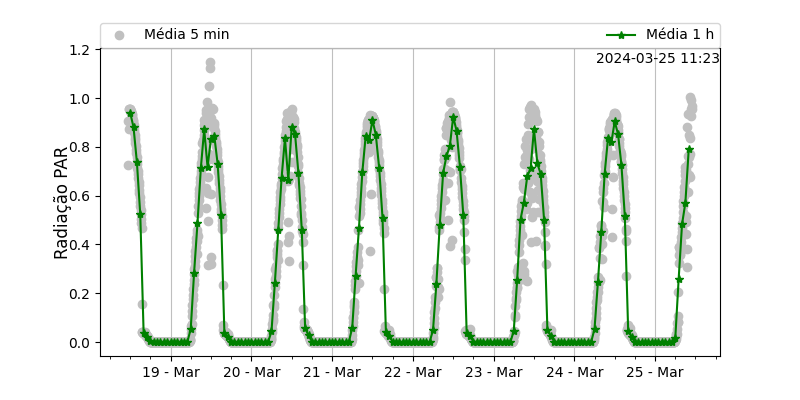 Média 5 min
Média 1 h
2024-03-25 11:23
1.2
1.0
0.8
0.6
0.4
0.2
0.0
Radiação PAR
19 - Mar
20 - Mar
21 - Mar
22 - Mar
23 - Mar
24 - Mar
25 - Mar